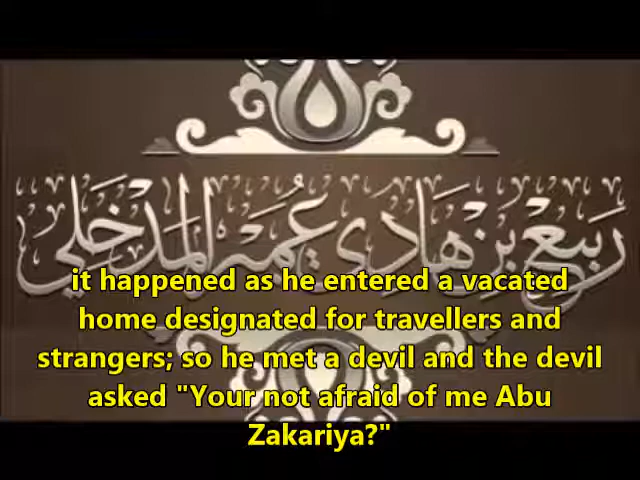 ربيع بن هادي عمير المدخلي
it happened as he entered a vacated
home designated for travellers and
strangers; so he met a devil and the devil
asked "Your not afraid of me Abu
Zakariya?"